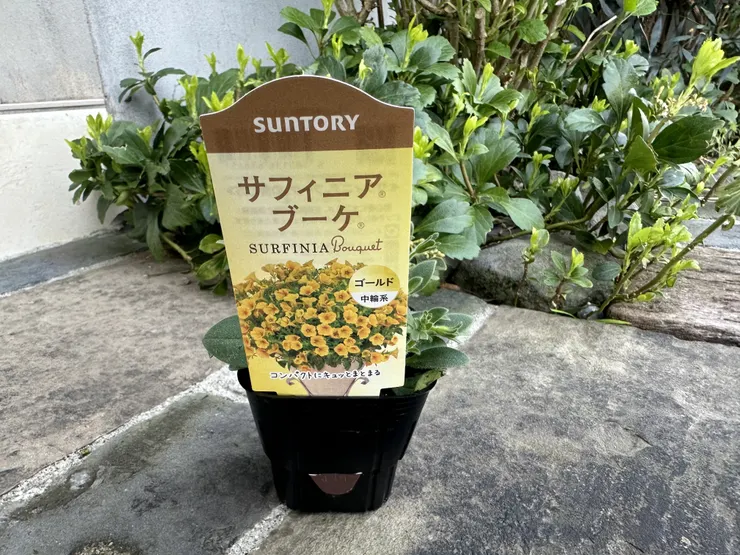 SUNTORY
サフィニア®
ブーケ®
SURFINIA Bouquet
ゴールド
中輪系
コンパクトにキュッとまとまる